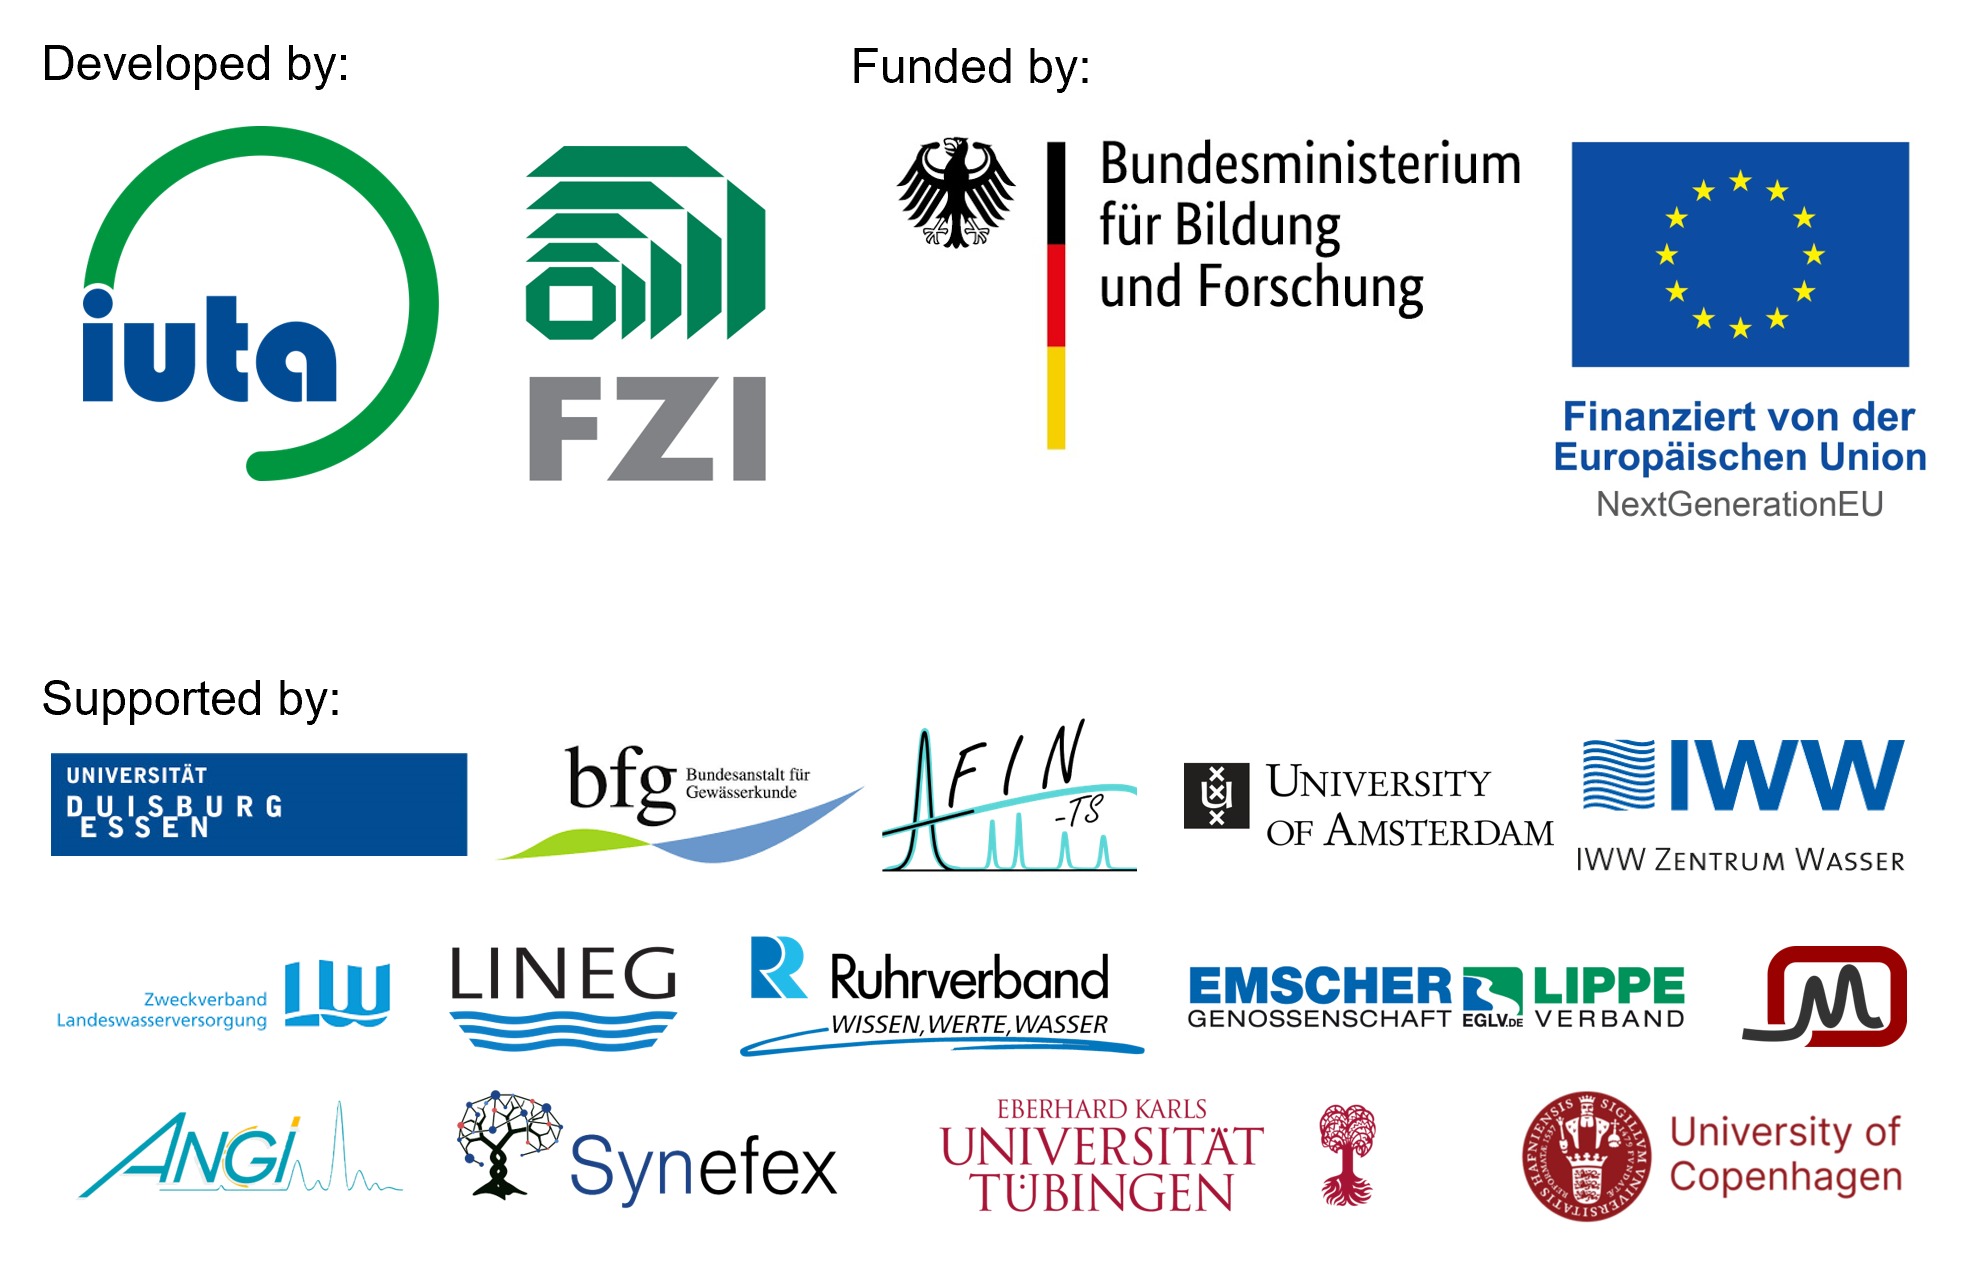 Developed by:
Funded by:
iuta
FZI
Bundesministerium
für Bildung
und Forschung
Finanziert von der
Europäischen Union
NextGenerationEU
Supported by:
UNIVERSITÄT
DUISBURG
ESSEN
bfg
Bundesanstalt für
Gewässerkunde
FIN
-TS
U
UNIVERSITY
OF AMSTERDAM
IWW
IWW ZENTRUM WASSER
Zweckverband
Landeswasserversorgung
LW
LINEG
R
Ruhrverband
WISSEN, WERTE, WASSER
EMSCHER
GENOSSENSCHAFT
EGLV.DE
LIPPE
VERBAND
M
ANGI
Synefex
EBERHARD KARLS
UNIVERSITÄT
TÜBINGEN
University of
Copenhagen